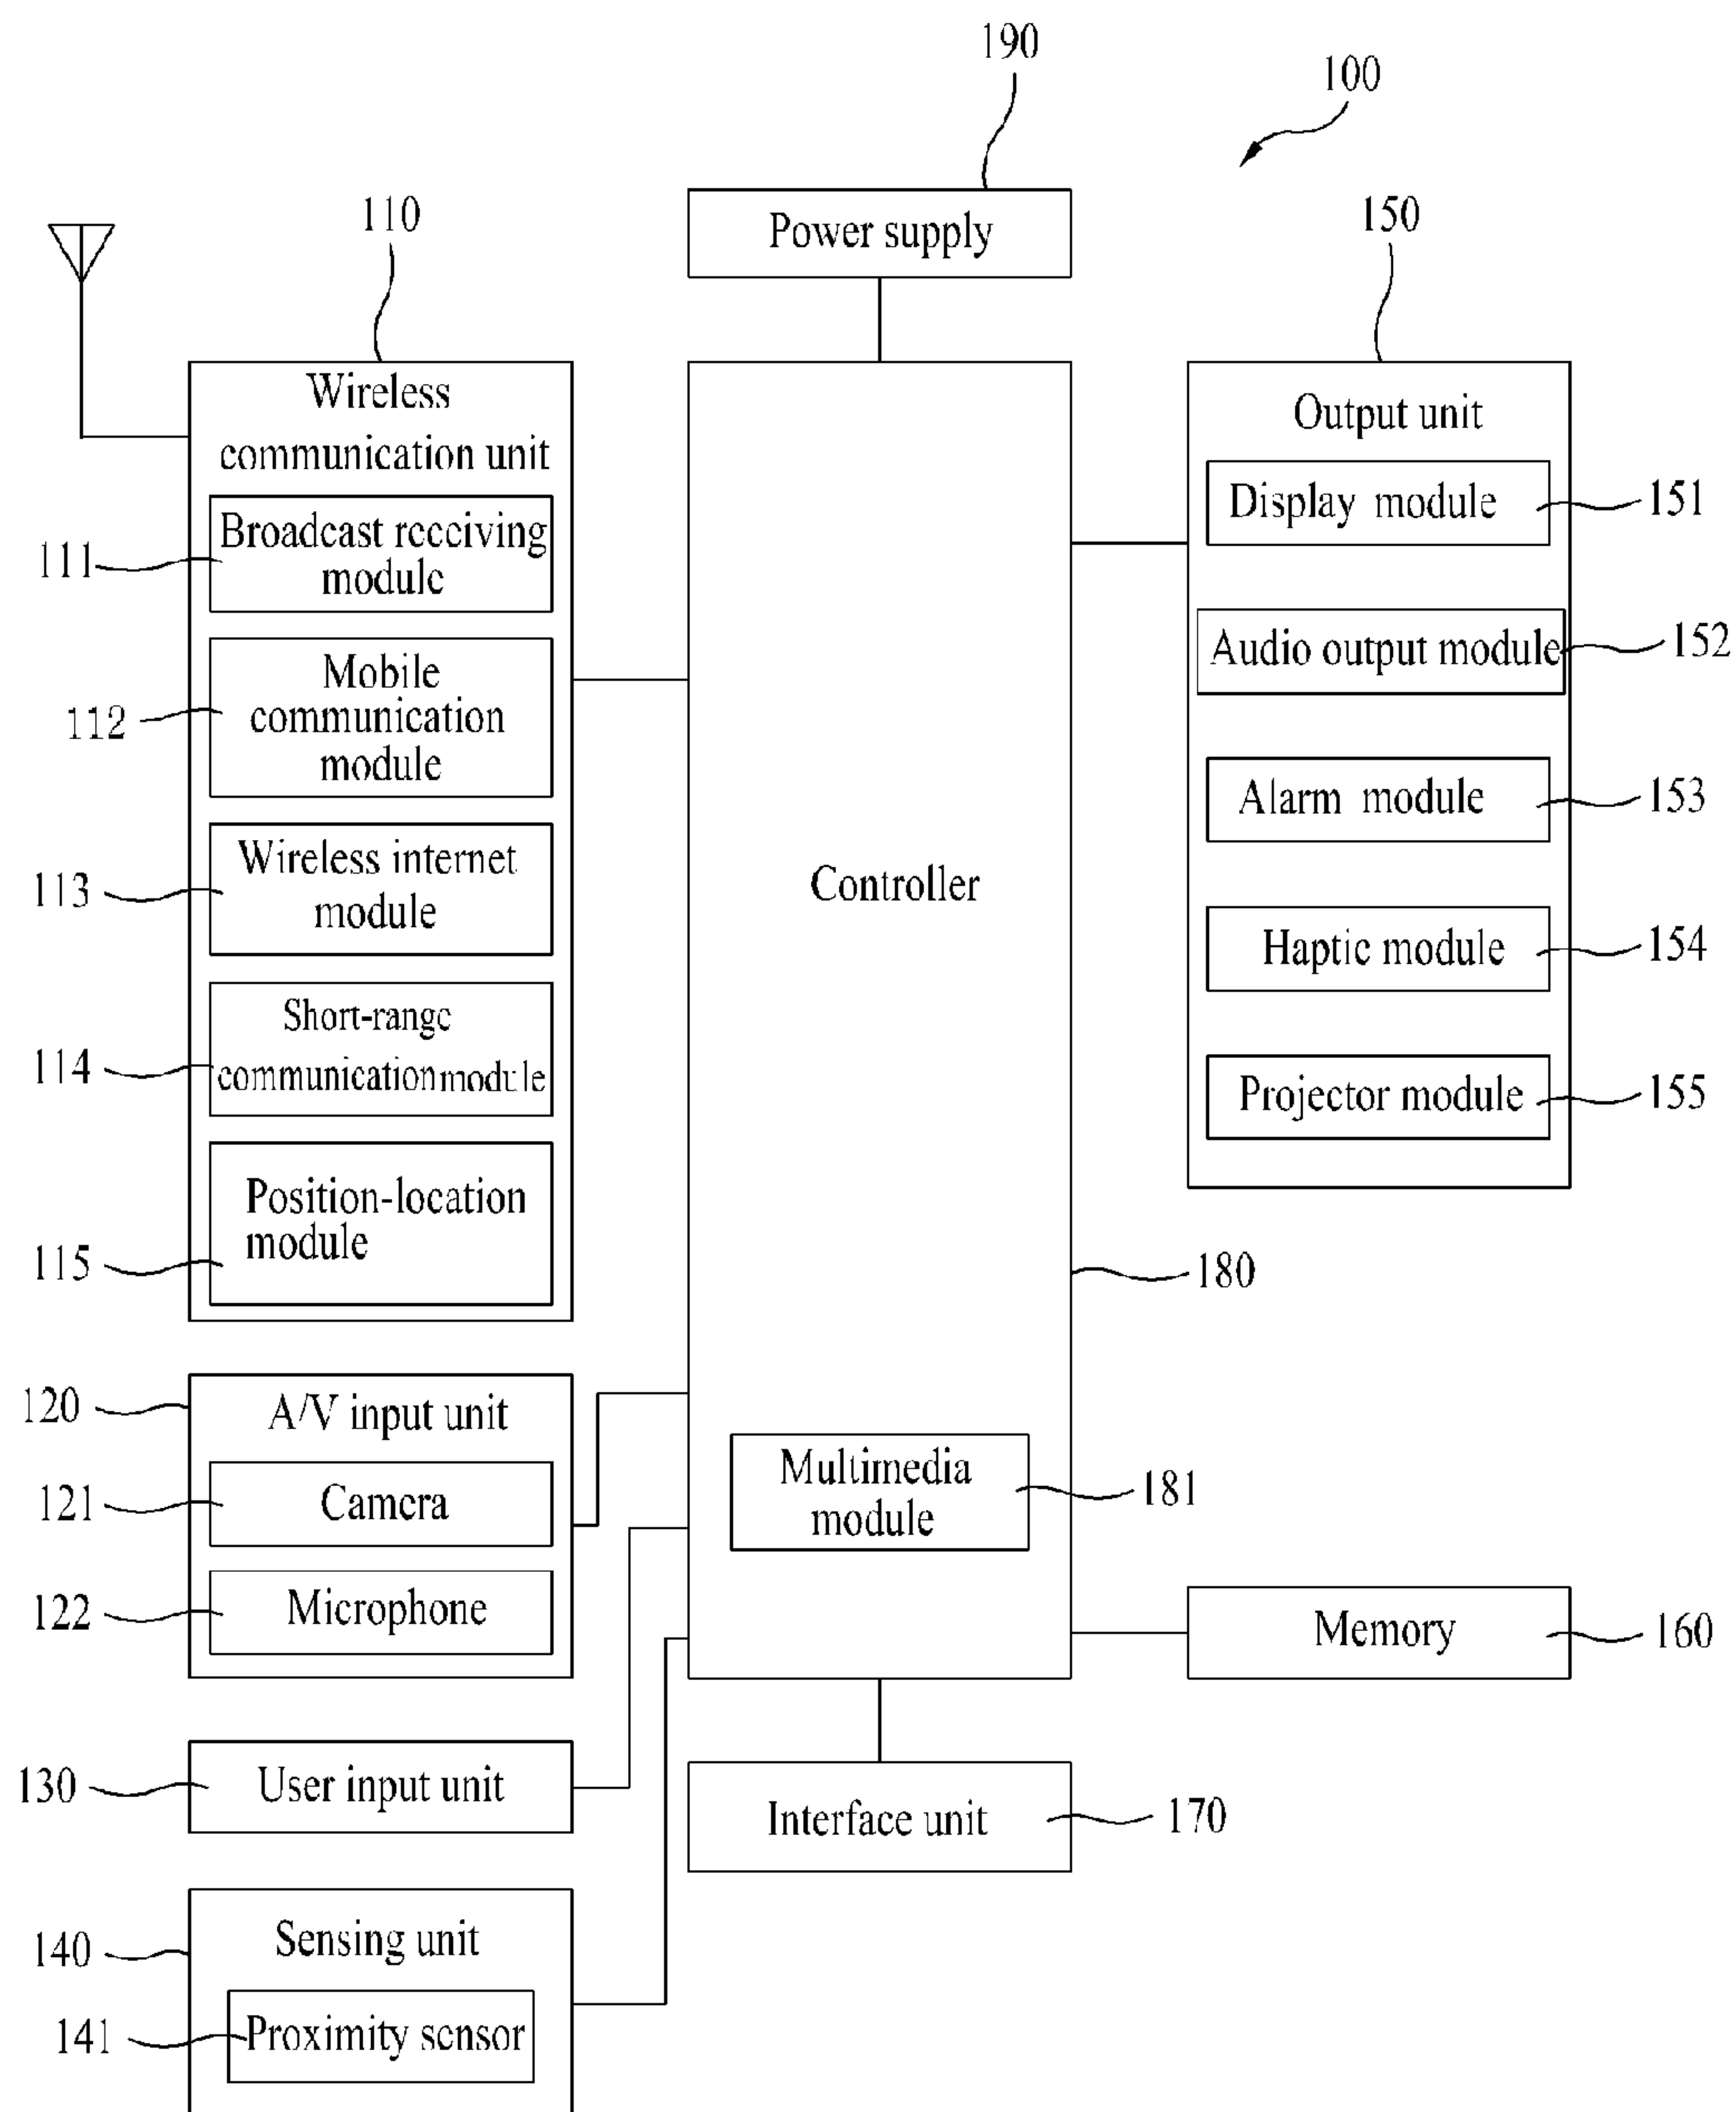 190
100
110
Power supply
150
Wireless
communication unit
Broadcast receiving
module
111
Mobile
communication
module
112
Wireless internet
module
113
Short-range
communication module
114
Position-location
module
115
Controller
180
Multimedia
module
181
Output unit
Display module
151
Audio output module
152
Alarm module
153
Haptic module
154
Projector module
155
120
A/V input unit
121
Camera
122
Microphone
130
User input unit
140
Sensing unit
141
Proximity sensor
Memory
160
Interface unit
170